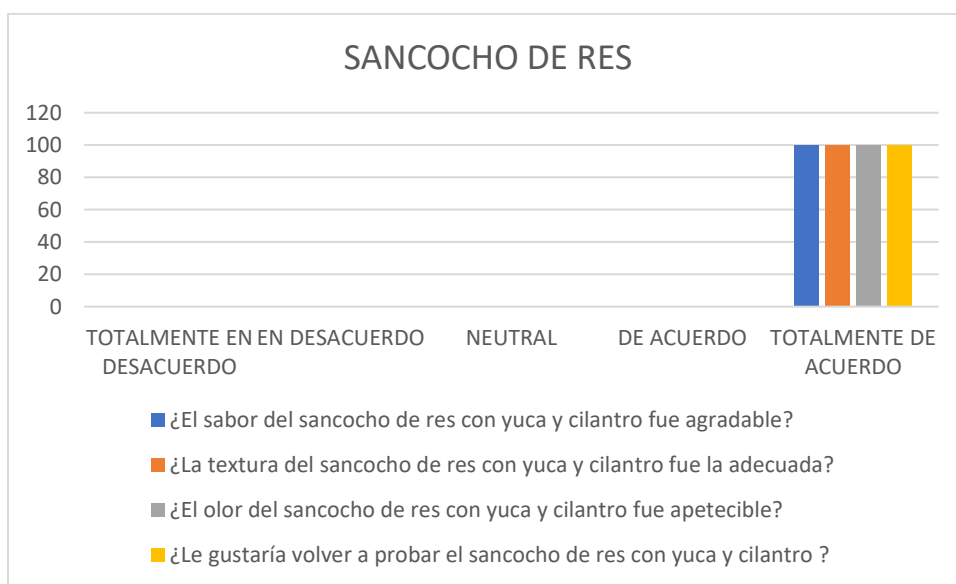 SANCOCHO DE RES
120
100
80
60
40
20
0
TOTALMENTE EN EN DESACUERDO NEUTRAL DE ACUERDO TOTALMENTE DE
DESACUERDO ACUERDO
¿El sabor del sancocho de res con yuca y cilantro fue agradable?
¿La textura del sancocho de res con yuca y cilantro fue la adecuada?
¿El olor del sancocho de res con yuca y cilantro fue apetecible?
¿Le gustaría volver a probar el sancocho de res con yuca y cilantro ?